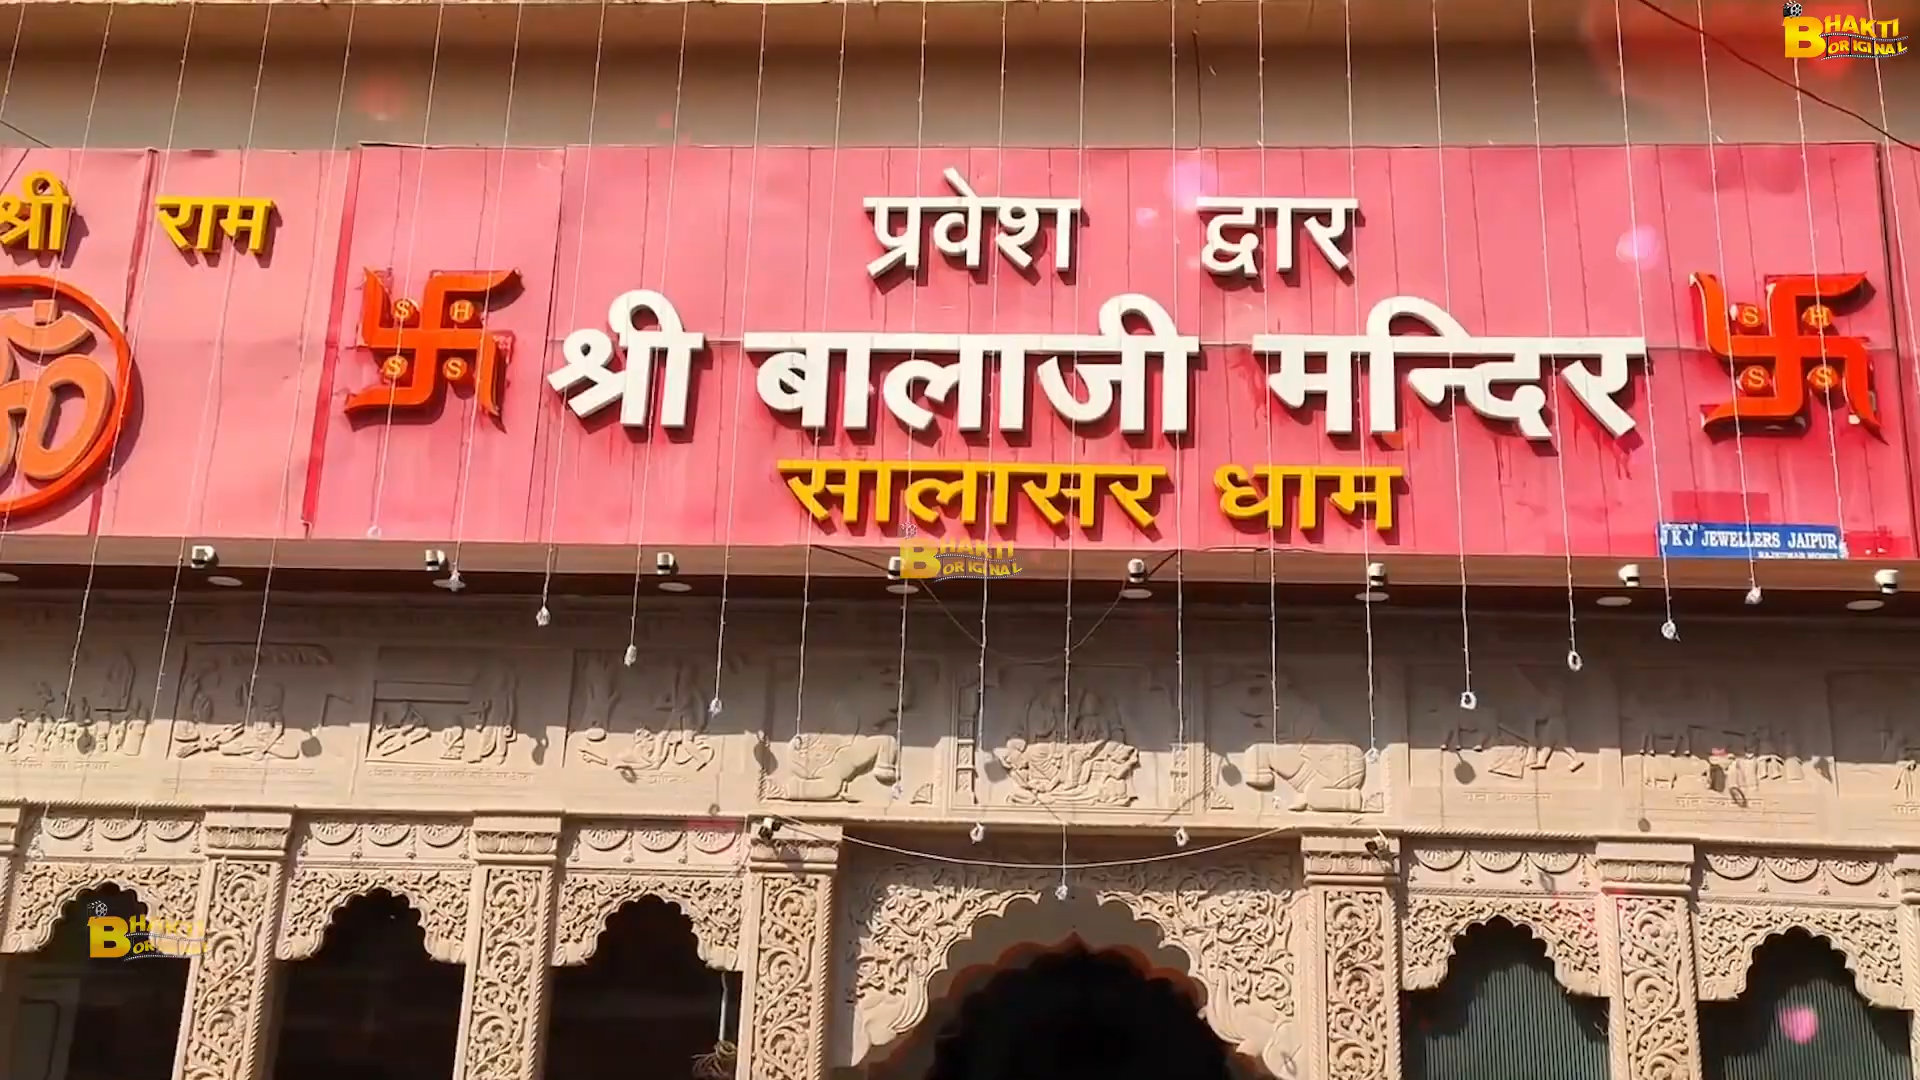 BHAKTI
ORIGINAL
श्री राम
प्रवेश द्वार
श्री बालाजी मन्दिर
सालासर धाम
ॐ
S H
S S
S H
S S
JKJ JEWELLERS JAIPUR
BHAKTI
ORIGINAL
BHAKTI
ORIGINAL